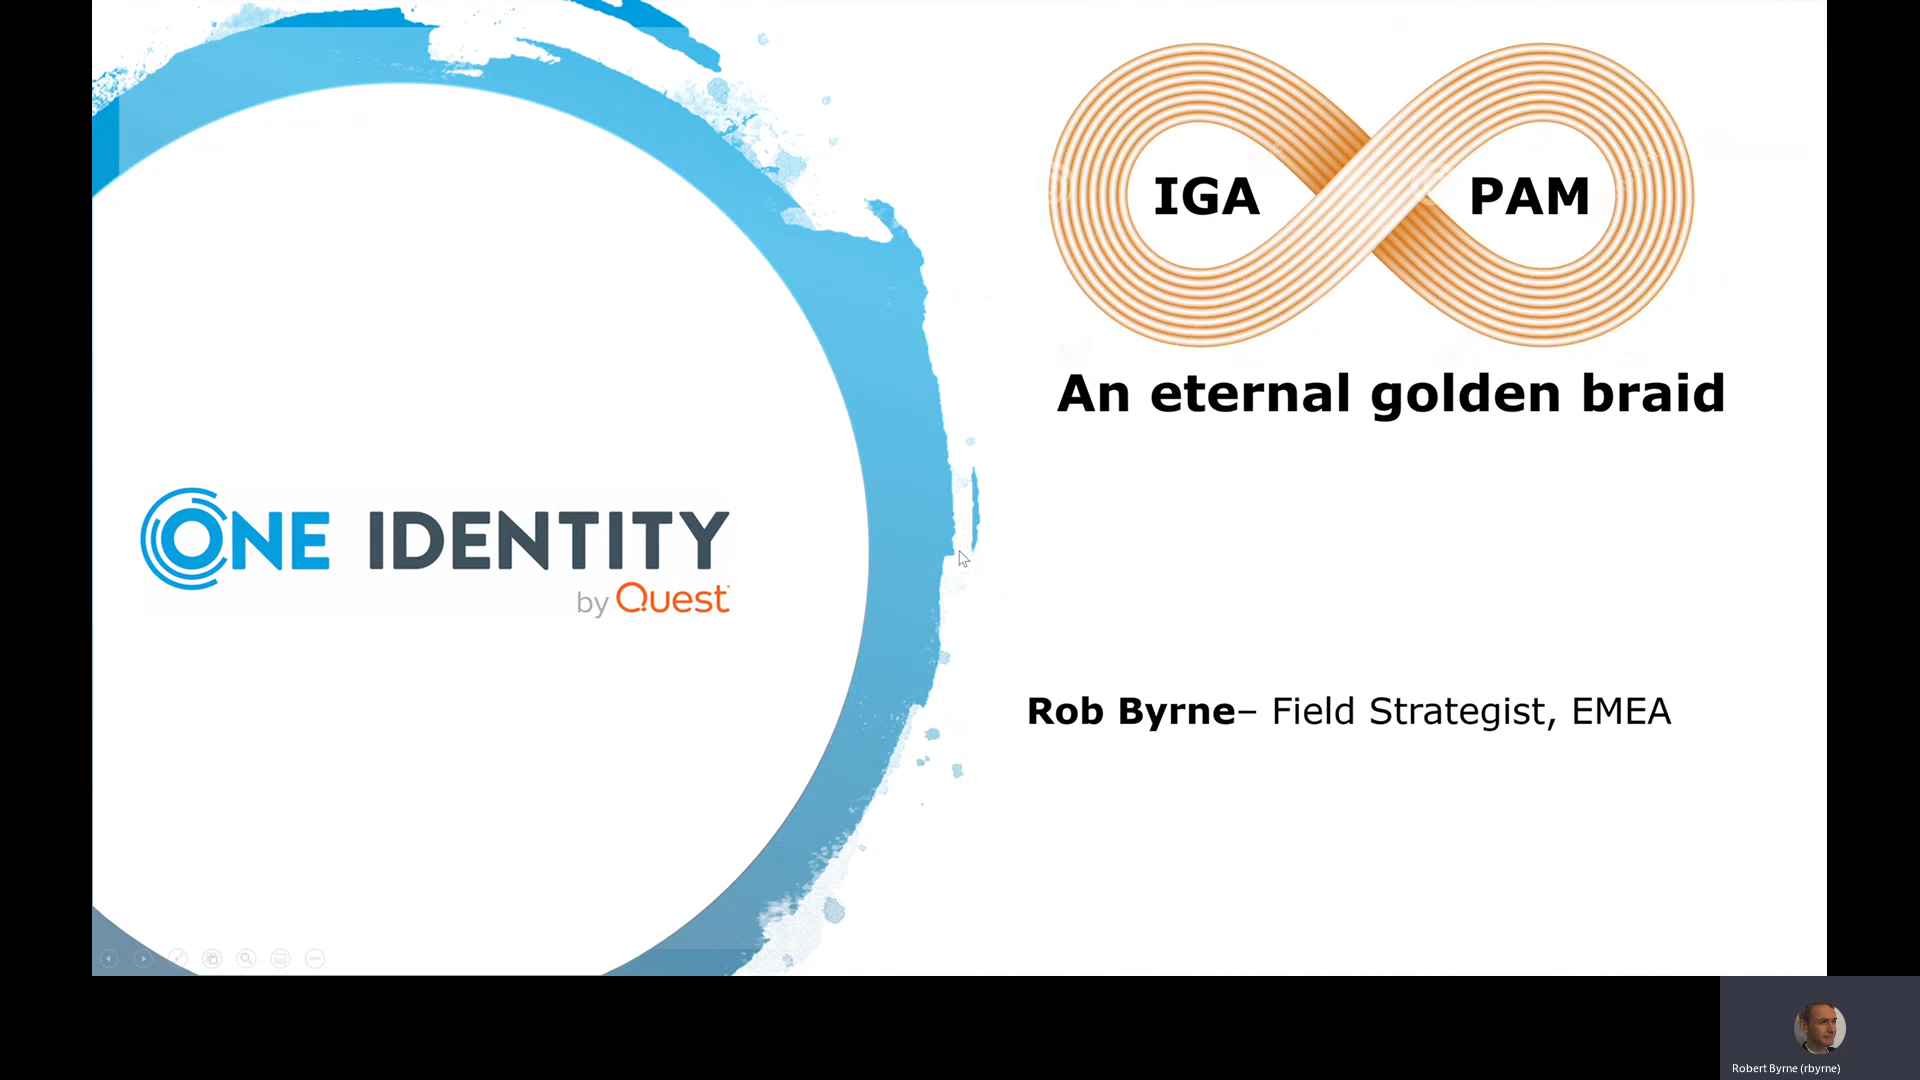 IGA PAM
An eternal golden braid
ONE IDENTITY
by Quest
Rob Byrne– Field Strategist, EMEA
Robert Byrne (rbyrne)